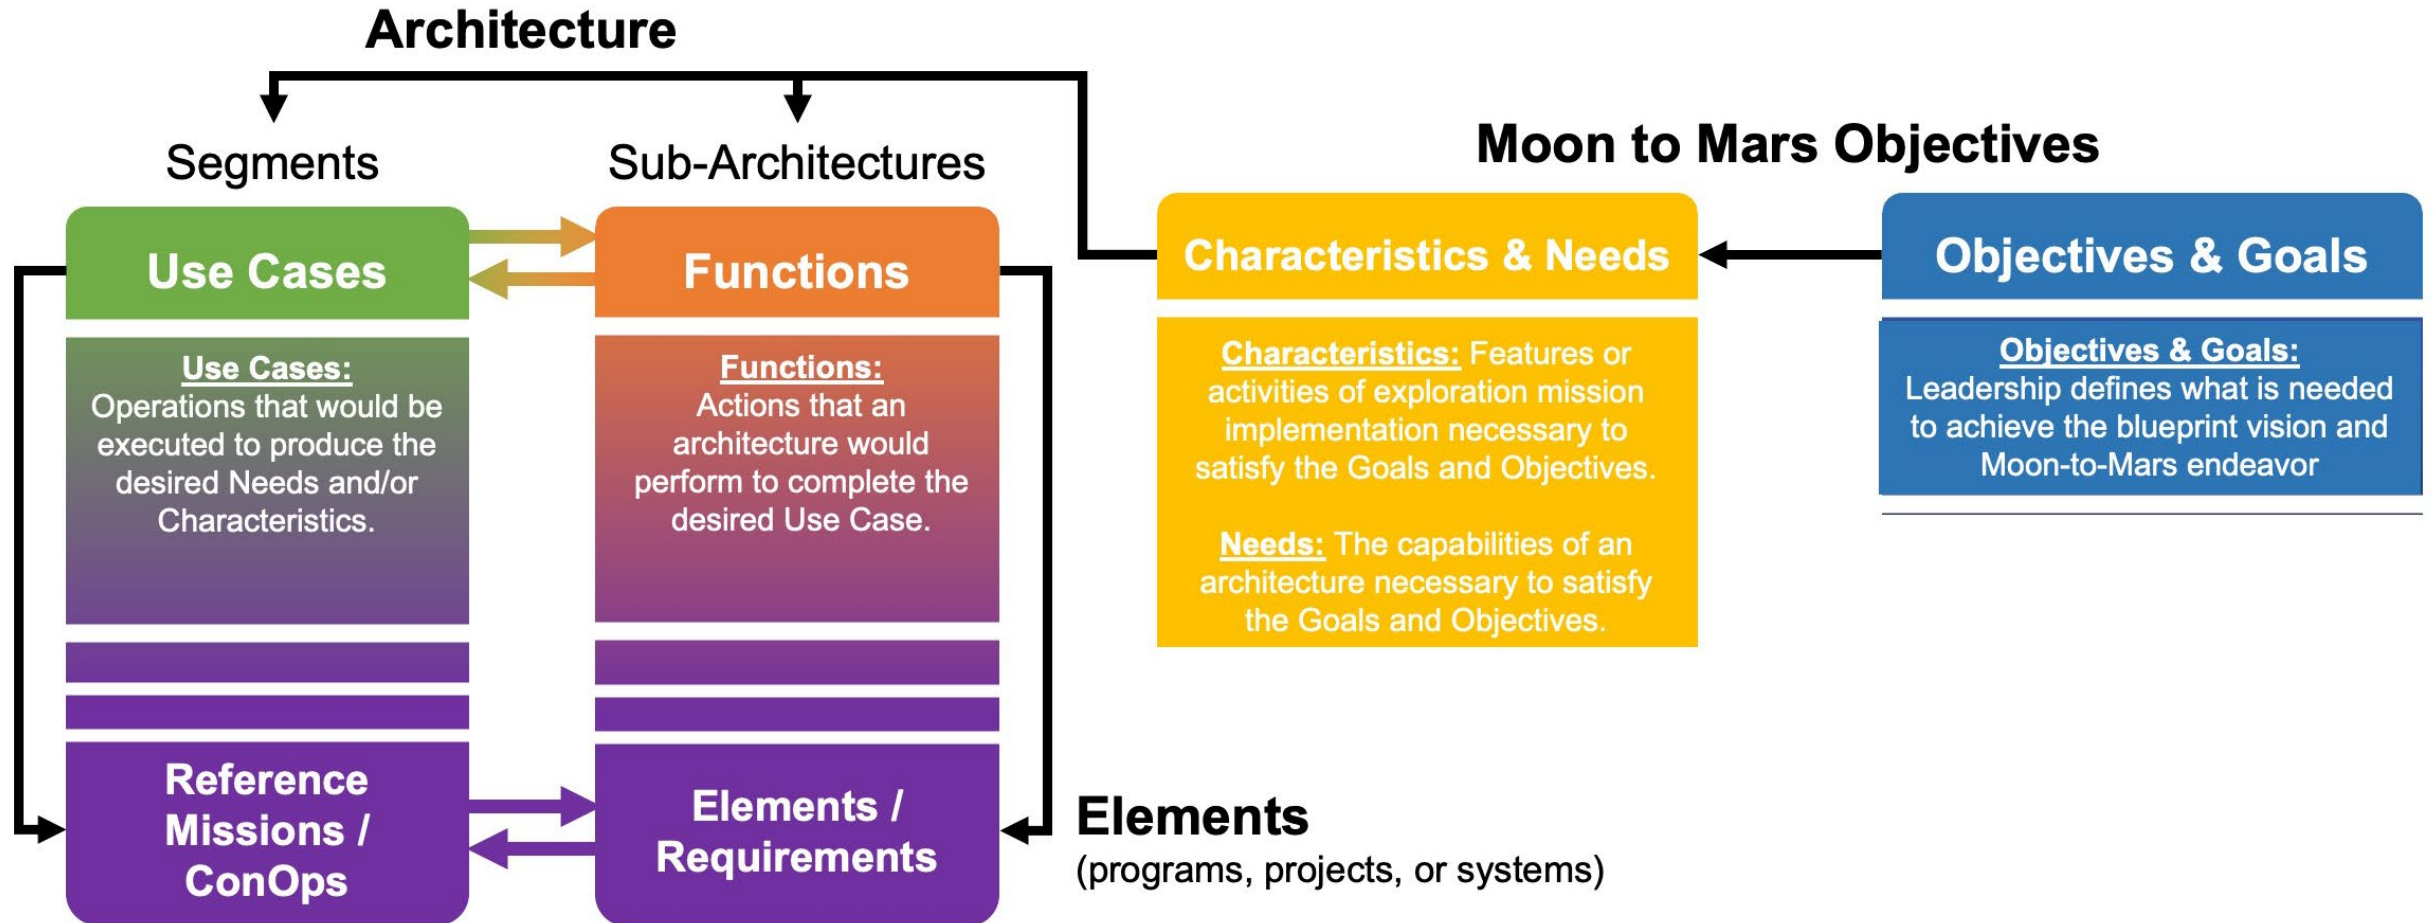 Architecture
Segments
Sub-Architectures
Moon to Mars Objectives
Use Cases
Use Cases:
Operations that would be
executed to produce the
desired Needs and/or
Characteristics.
Functions
Functions:
Actions that an
architecture would
perform to complete the
desired Use Case.
Characteristics & Needs
Characteristics: Features or
activities of exploration mission
implementation necessary to
satisfy the Goals and Objectives.
Needs: The capabilities of an
architecture necessary to satisfy
the Goals and Objectives.
Objectives & Goals
Objectives & Goals:
Leadership defines what is needed
to achieve the blueprint vision and
Moon-to-Mars endeavor
Reference
Missions /
ConOps
Elements /
Requirements
Elements
(programs, projects, or systems)